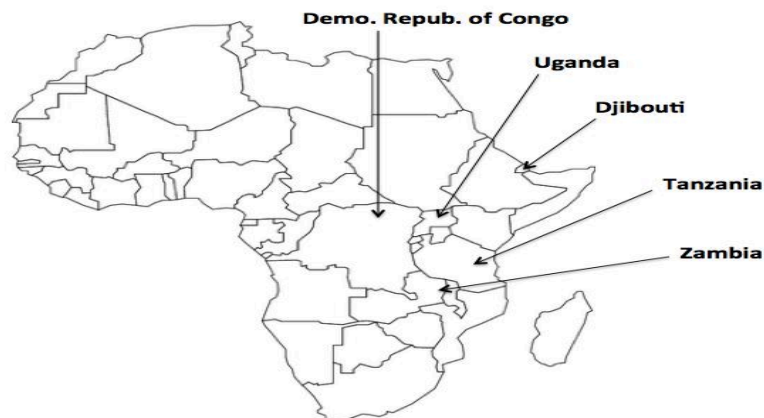 Demo. Repub. of Congo
Uganda
Djibouti
Tanzania
Zambia